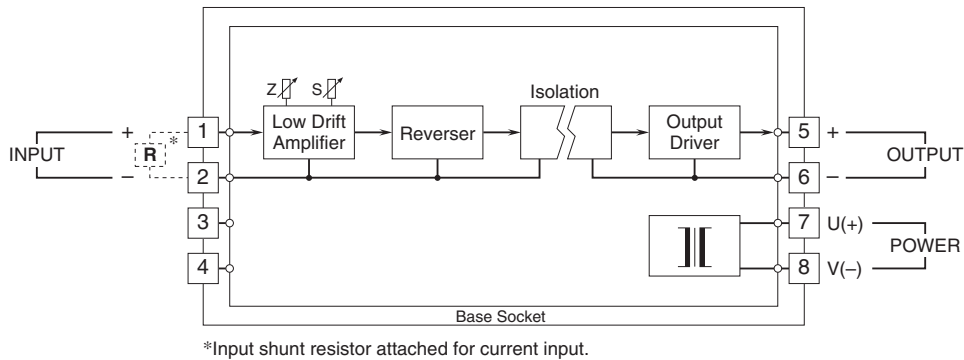 Isolation
Z S
Low Drift
Amplifier
Reverser
Output
Driver
INPUT
+
R
*
–
1
2
3
4
5 +
6 –
OUTPUT
7 U(+)
8 V(–)
POWER
Base Socket
*Input shunt resistor attached for current input.